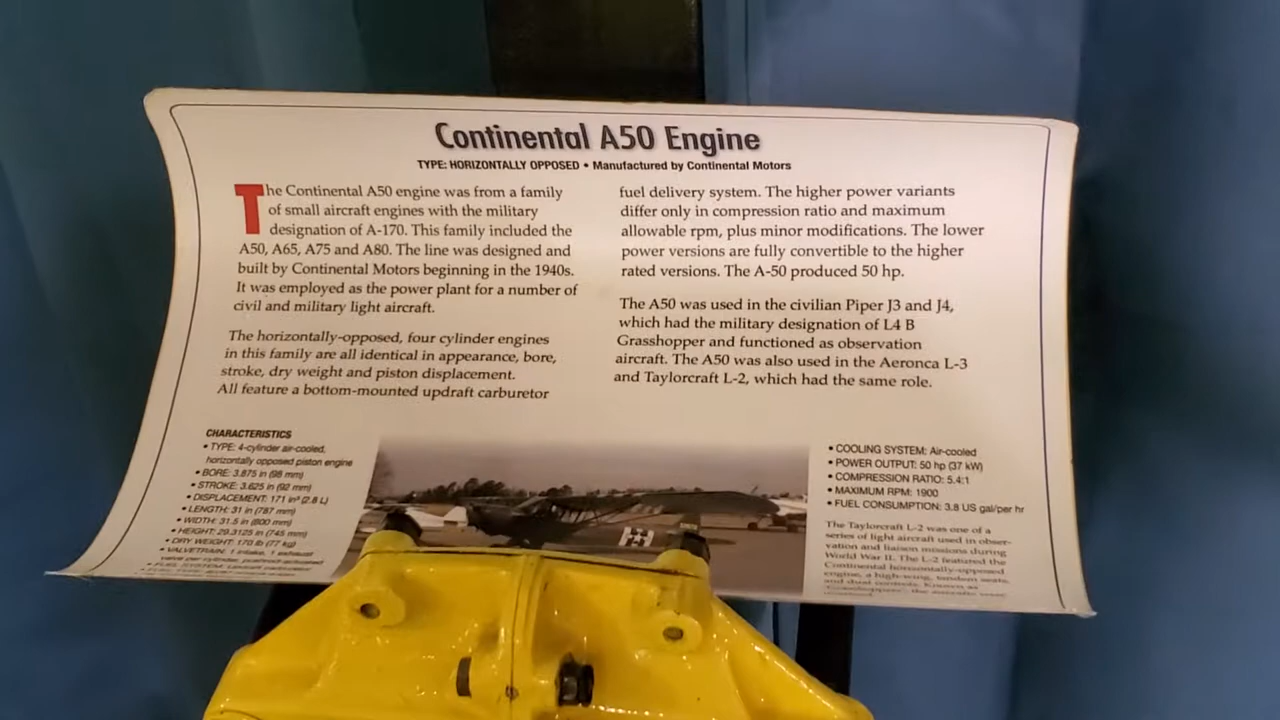 Continental A50 Engine
TYPE: HORIZONTALLY OPPOSED • Manufactured by Continental Motors
The Continental A50 engine was from a family
of small aircraft engines with the military
designation of A-170. This family included the
A50, A65, A75 and A80. The line was designed and
built by Continental Motors beginning in the 1940s.
It was employed as the power plant for a number of
civil and military light aircraft.
The horizontally-opposed, four cylinder engines
in this family are all identical in appearance, bore,
stroke, dry weight and piston displacement.
All feature a bottom-mounted updraft carburetor
fuel delivery system. The higher power variants
differ only in compression ratio and maximum
allowable rpm, plus minor modifications. The lower
power versions are fully convertible to the higher
rated versions. The A-50 produced 50 hp.
The A50 was used in the civilian Piper J3 and J4,
which had the military designation of L4 B
Grasshopper and functioned as observation
aircraft. The A50 was also used in the Aeronca L-3
and Taylorcraft L-2, which had the same role.
CHARACTERISTICS
• TYPE: 4-cylinder air-cooled,
horizontally opposed piston engine
• BORE: 3.875 in (98 mm)
• STROKE: 3.625 in (92 mm)
• DISPLACEMENT: 171 in³ (2.8 L)
• LENGTH: 31 in (787 mm)
• WIDTH: 31.5 in (800 mm)
• HEIGHT: 29.3125 in (745 mm)
• DRY WEIGHT: 170 lb (77 kg)
• VALVETRAIN: 1 intake, 1 exhaust
valve per cylinder, pushrod-actuated
• FUEL SYSTEM: updraft carburetor
• COOLING SYSTEM: Air-cooled
• POWER OUTPUT: 50 hp (37 kW)
• COMPRESSION RATIO: 5.4:1
• MAXIMUM RPM: 1900
• FUEL CONSUMPTION: 3.8 US gal/per hr
The Taylorcraft L-2 was one of a
series of light aircraft used in obser-
vation and liaison missions during
World War II. The L-2 featured the
Continental horizontally-opposed
engine, a high-wing, tandem seats,
and dual controls. Known as